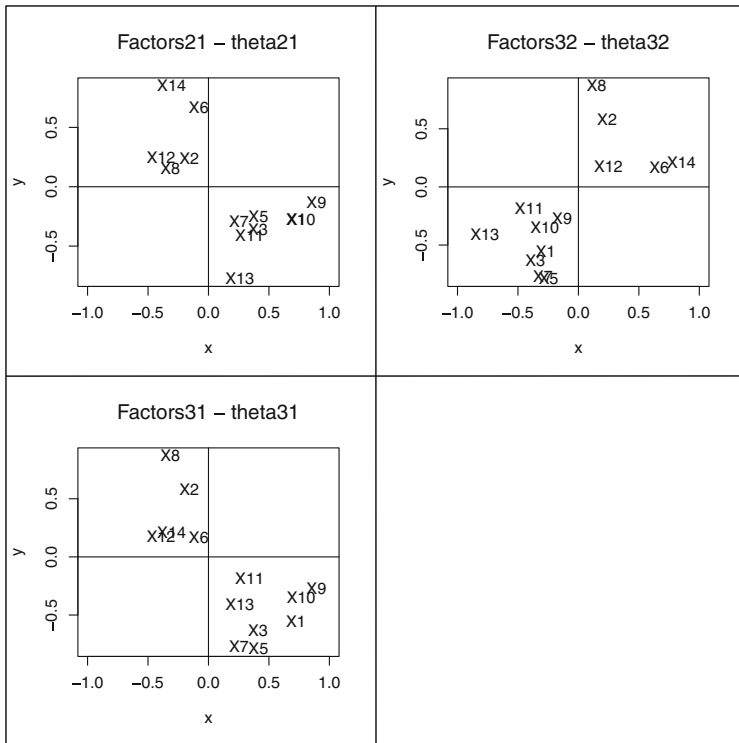 Factors21 – theta21
X14
X6
X12 X2
X8
X9
X7 X5
X1 X10
X3
X11
X13
0.5
0.0
−0.5
y
−1.0 −0.5 0.0 0.5 1.0
x
Factors32 – theta32
X8
X2
X12 X6 X14
X11
X9
X10
X13
X1
X3
X7 X5
0.5
0.0
−0.5
y
−1.0 −0.5 0.0 0.5 1.0
x
Factors31 – theta31
X8
X2
X14
X12 X6
X11
X9
X10
X13
X1
X3
X7 X5
0.5
0.0
−0.5
y
−1.0 −0.5 0.0 0.5 1.0
x